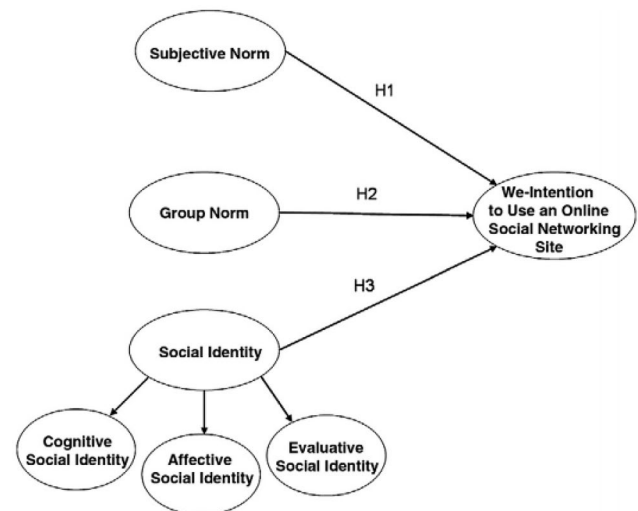 Subjective Norm
H1
Group Norm
H2
We-Intention
to Use an Online
Social Networking
Site
H3
Social Identity
Cognitive
Social Identity
Affective
Social Identity
Evaluative
Social Identity